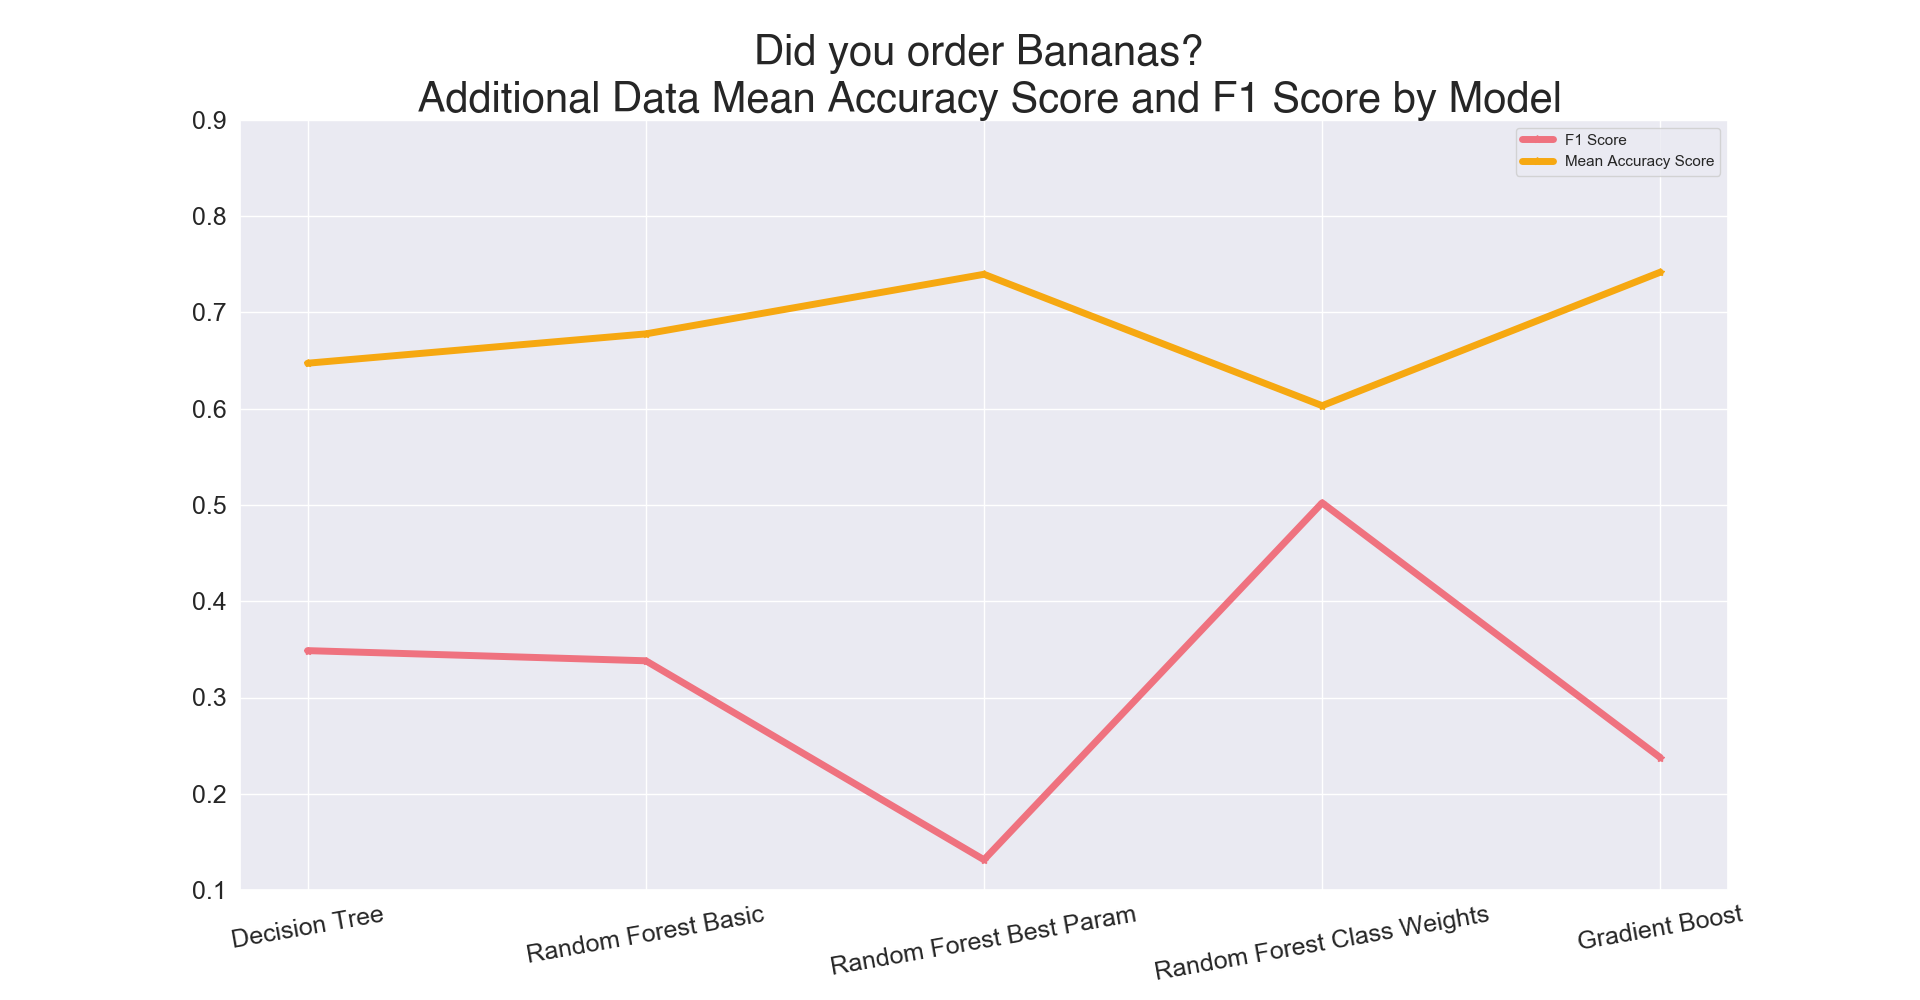 Did you order Bananas?
Additional Data Mean Accuracy Score and F1 Score by Model
F1 Score
Mean Accuracy Score
0.9
0.8
0.7
0.6
0.5
0.4
0.3
0.2
0.1
Decision Tree
Random Forest Basic
Random Forest Best Param
Random Forest Class Weights
Gradient Boost